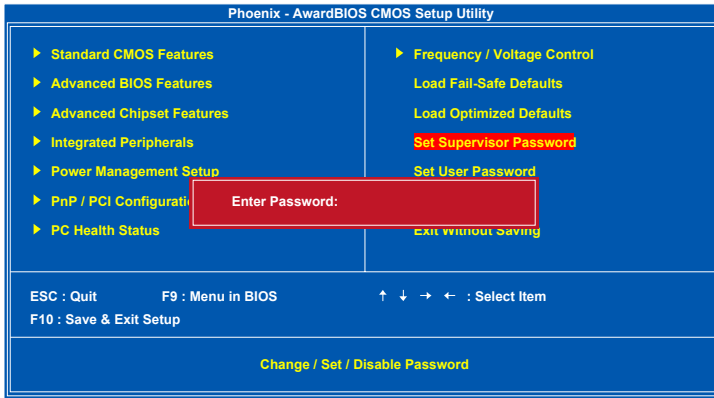 Phoenix - AwardBIOS CMOS Setup Utility
Standard CMOS Features
Advanced BIOS Features
Advanced Chipset Features
Integrated Peripherals
Power Management Setup
PnP / PCI
PC Health Status
Frequency / Voltage Control
Load Fail-Safe Defaults
Load Optimized Defaults
Set Supervisor Password
Set User Password
Exit Without Saving
Enter Password:
ESC : Quit F9 : Menu in BIOS ↑ ↓ → ← : Select Item
F10 : Save & Exit Setup
Change / Set / Disable Password